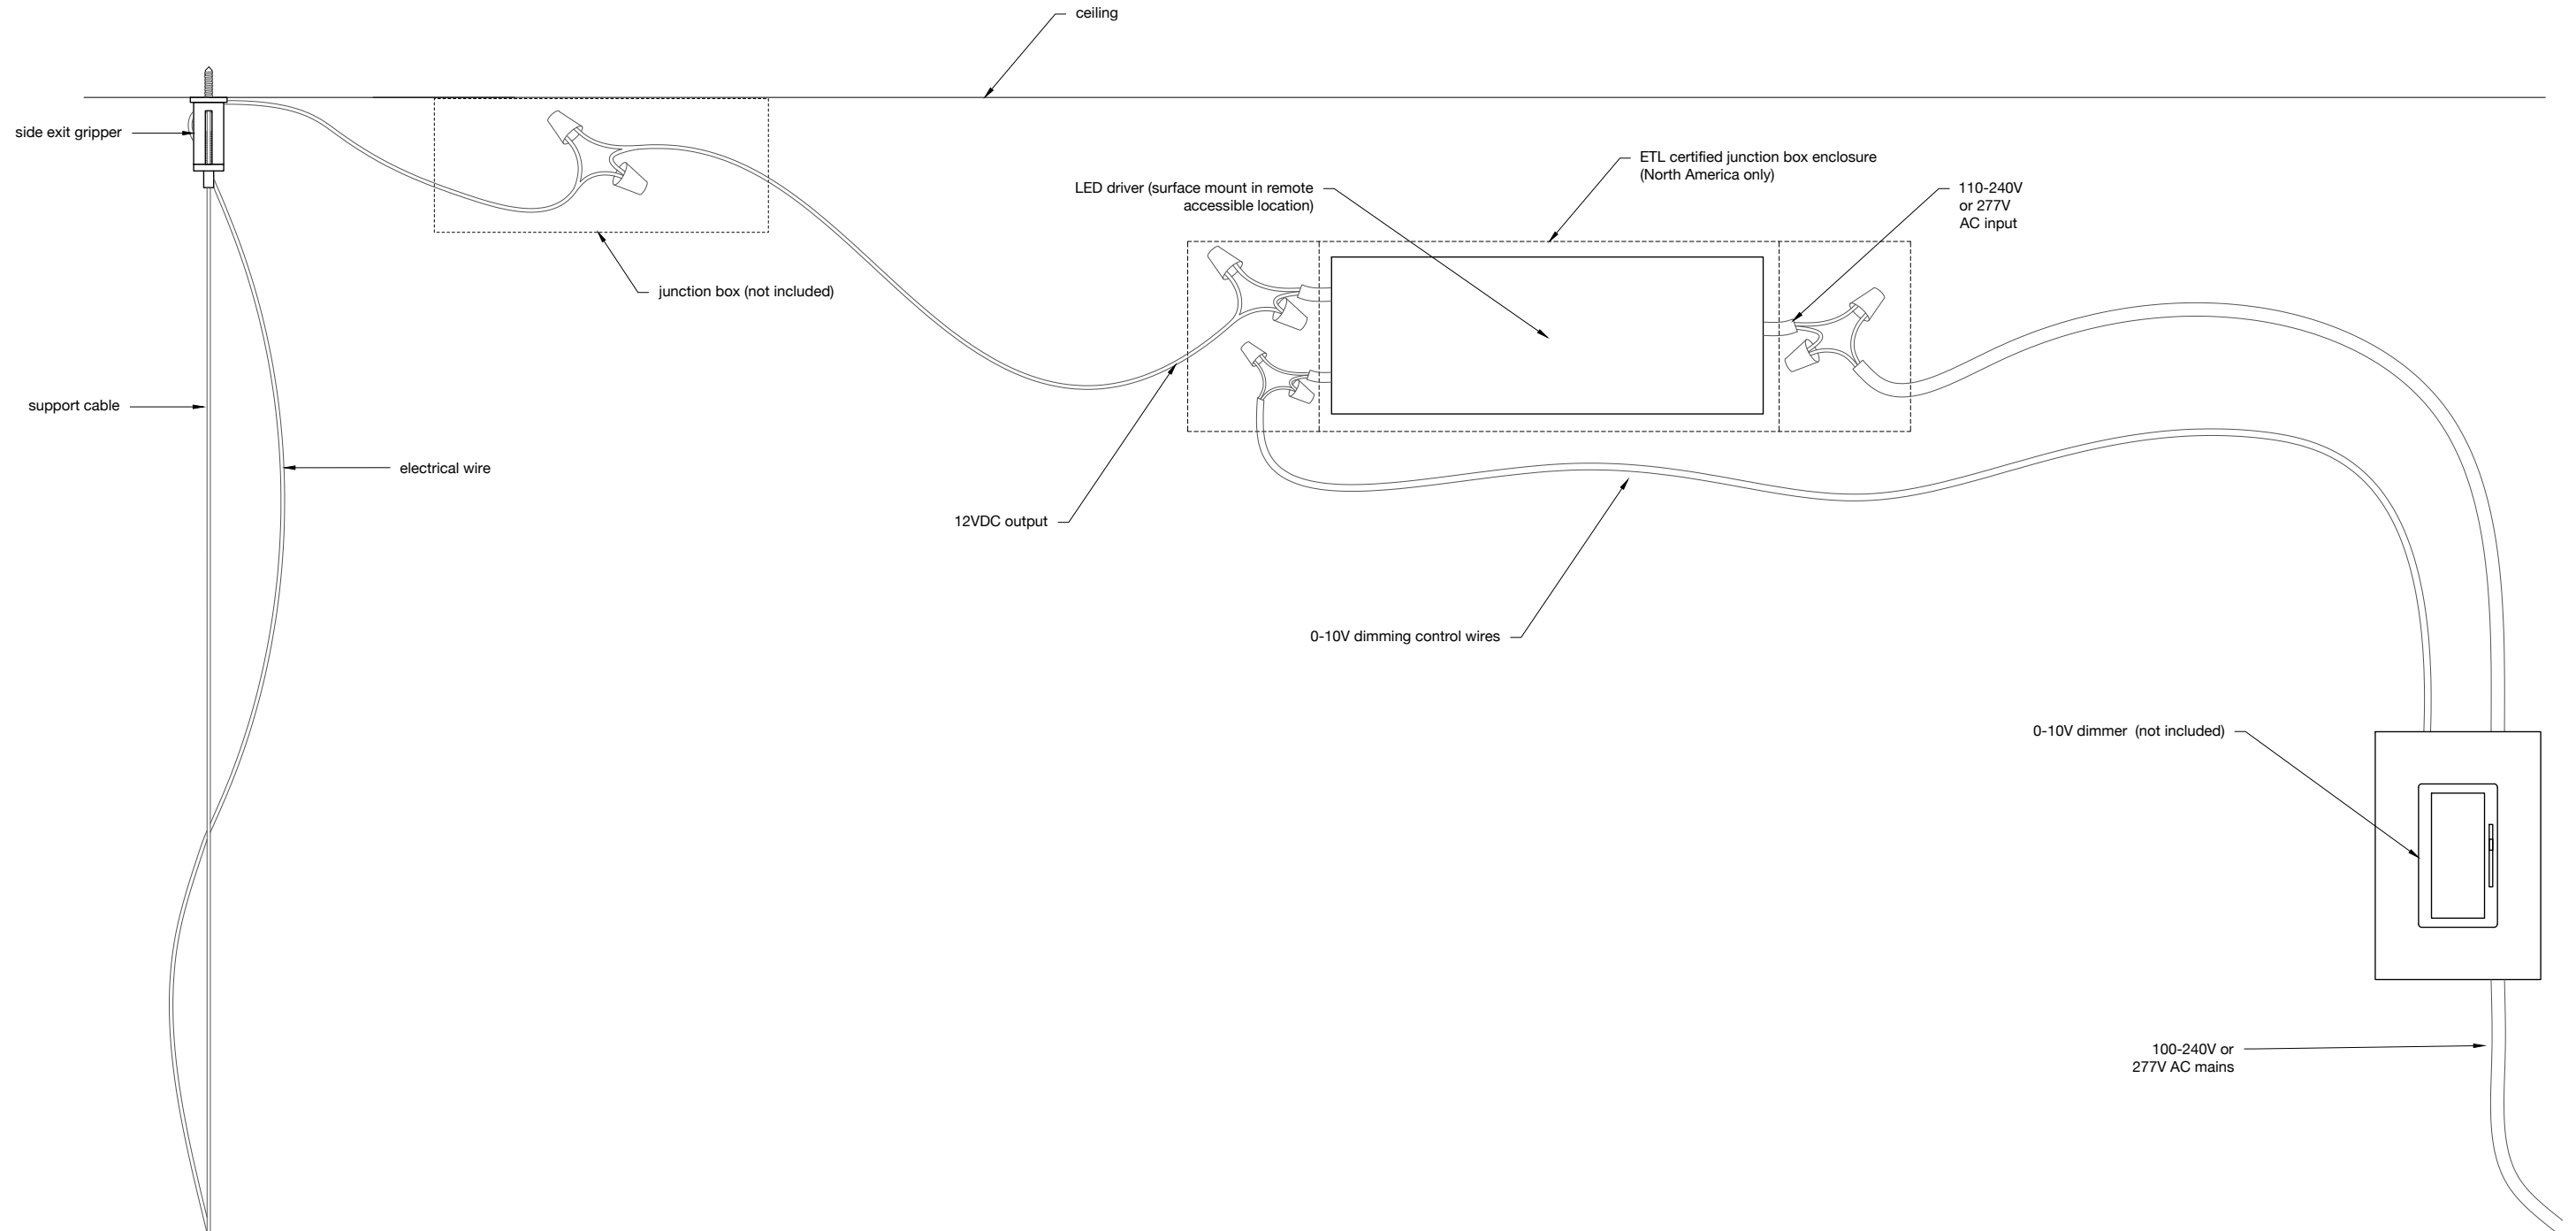 ceiling
side exit gripper
ETL certified junction box enclosure
(North America only)
LED driver (surface mount in remote
accessible location)
110-240V
or 277V
AC input
junction box (not included)
support cable
electrical wire
12VDC output
0-10V dimming control wires
0-10V dimmer (not included)
100-240V or
277V AC mains